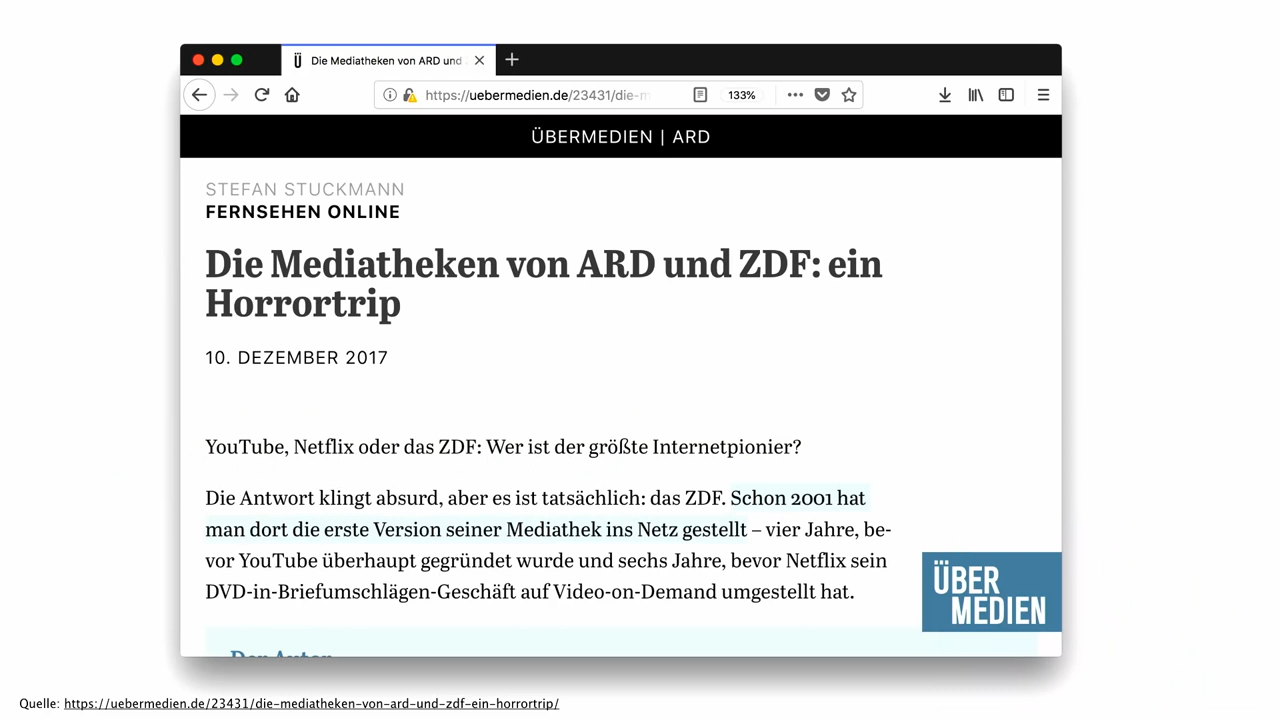 Die Mediatheken von ARD und
https://uebermedien.de/23431/die-m
133%
ÜBERMEDIEN | ARD
STEFAN STUCKMANN
FERNSEHEN ONLINE
Die Mediatheken von ARD und ZDF: ein
Horrortrip
10. DEZEMBER 2017
YouTube, Netflix oder das ZDF: Wer ist der größte Internetpionier?
Die Antwort klingt absurd, aber es ist tatsächlich: das ZDF. Schon 2001 hat
man dort die erste Version seiner Mediathek ins Netz gestellt – vier Jahre, be-
vor YouTube überhaupt gegründet wurde und sechs Jahre, bevor Netflix sein
DVD-in-Briefumschlägen-Geschäft auf Video-on-Demand umgestellt hat.
ÜBER
MEDIEN
Der Autor
Quelle: https://uebermedien.de/23431/die-mediatheken-von-ard-und-zdf-ein-horrortrip/